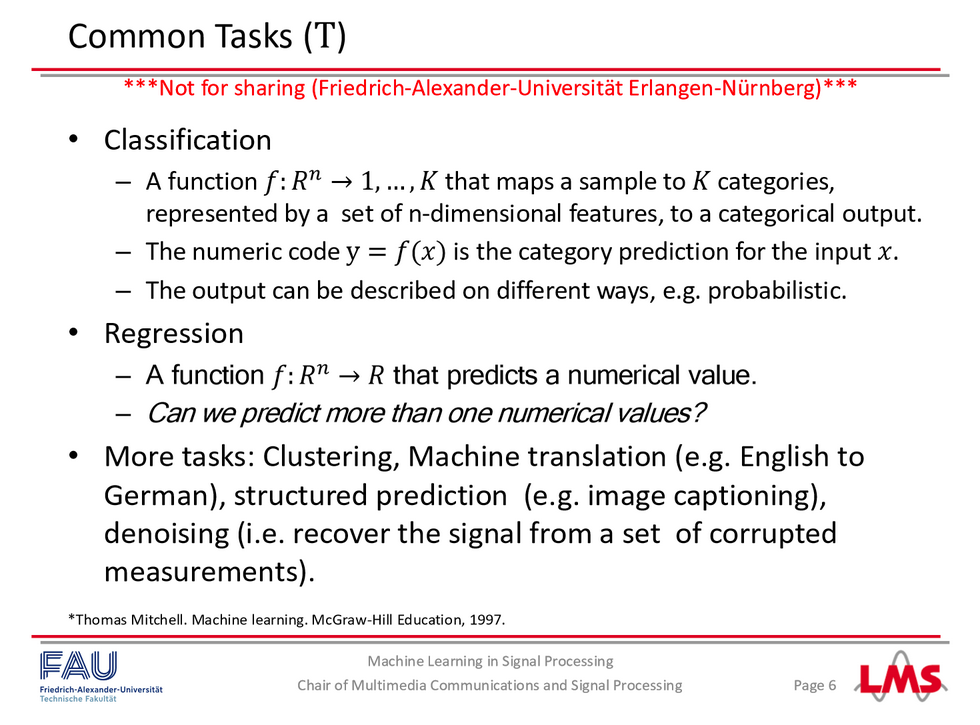 Common Tasks (T)
***Not for sharing (Friedrich-Alexander-Universität Erlangen-Nürnberg)***
• Classification
– A function f: Rⁿ → 1, … , K that maps a sample to K categories,
represented by a set of n-dimensional features, to a categorical output.
– The numeric code y = f(x) is the category prediction for the input x.
– The output can be described on different ways, e.g. probabilistic.
• Regression
– A function f: Rⁿ → R that predicts a numerical value.
– Can we predict more than one numerical values?
• More tasks: Clustering, Machine translation (e.g. English to
German), structured prediction (e.g. image captioning),
denoising (i.e. recover the signal from a set of corrupted
measurements).
*Thomas Mitchell. Machine learning. McGraw-Hill Education, 1997.
FAU
Friedrich-Alexander-Universität
Technische Fakultät
Machine Learning in Signal Processing
Chair of Multimedia Communications and Signal Processing
Page 6
LMS